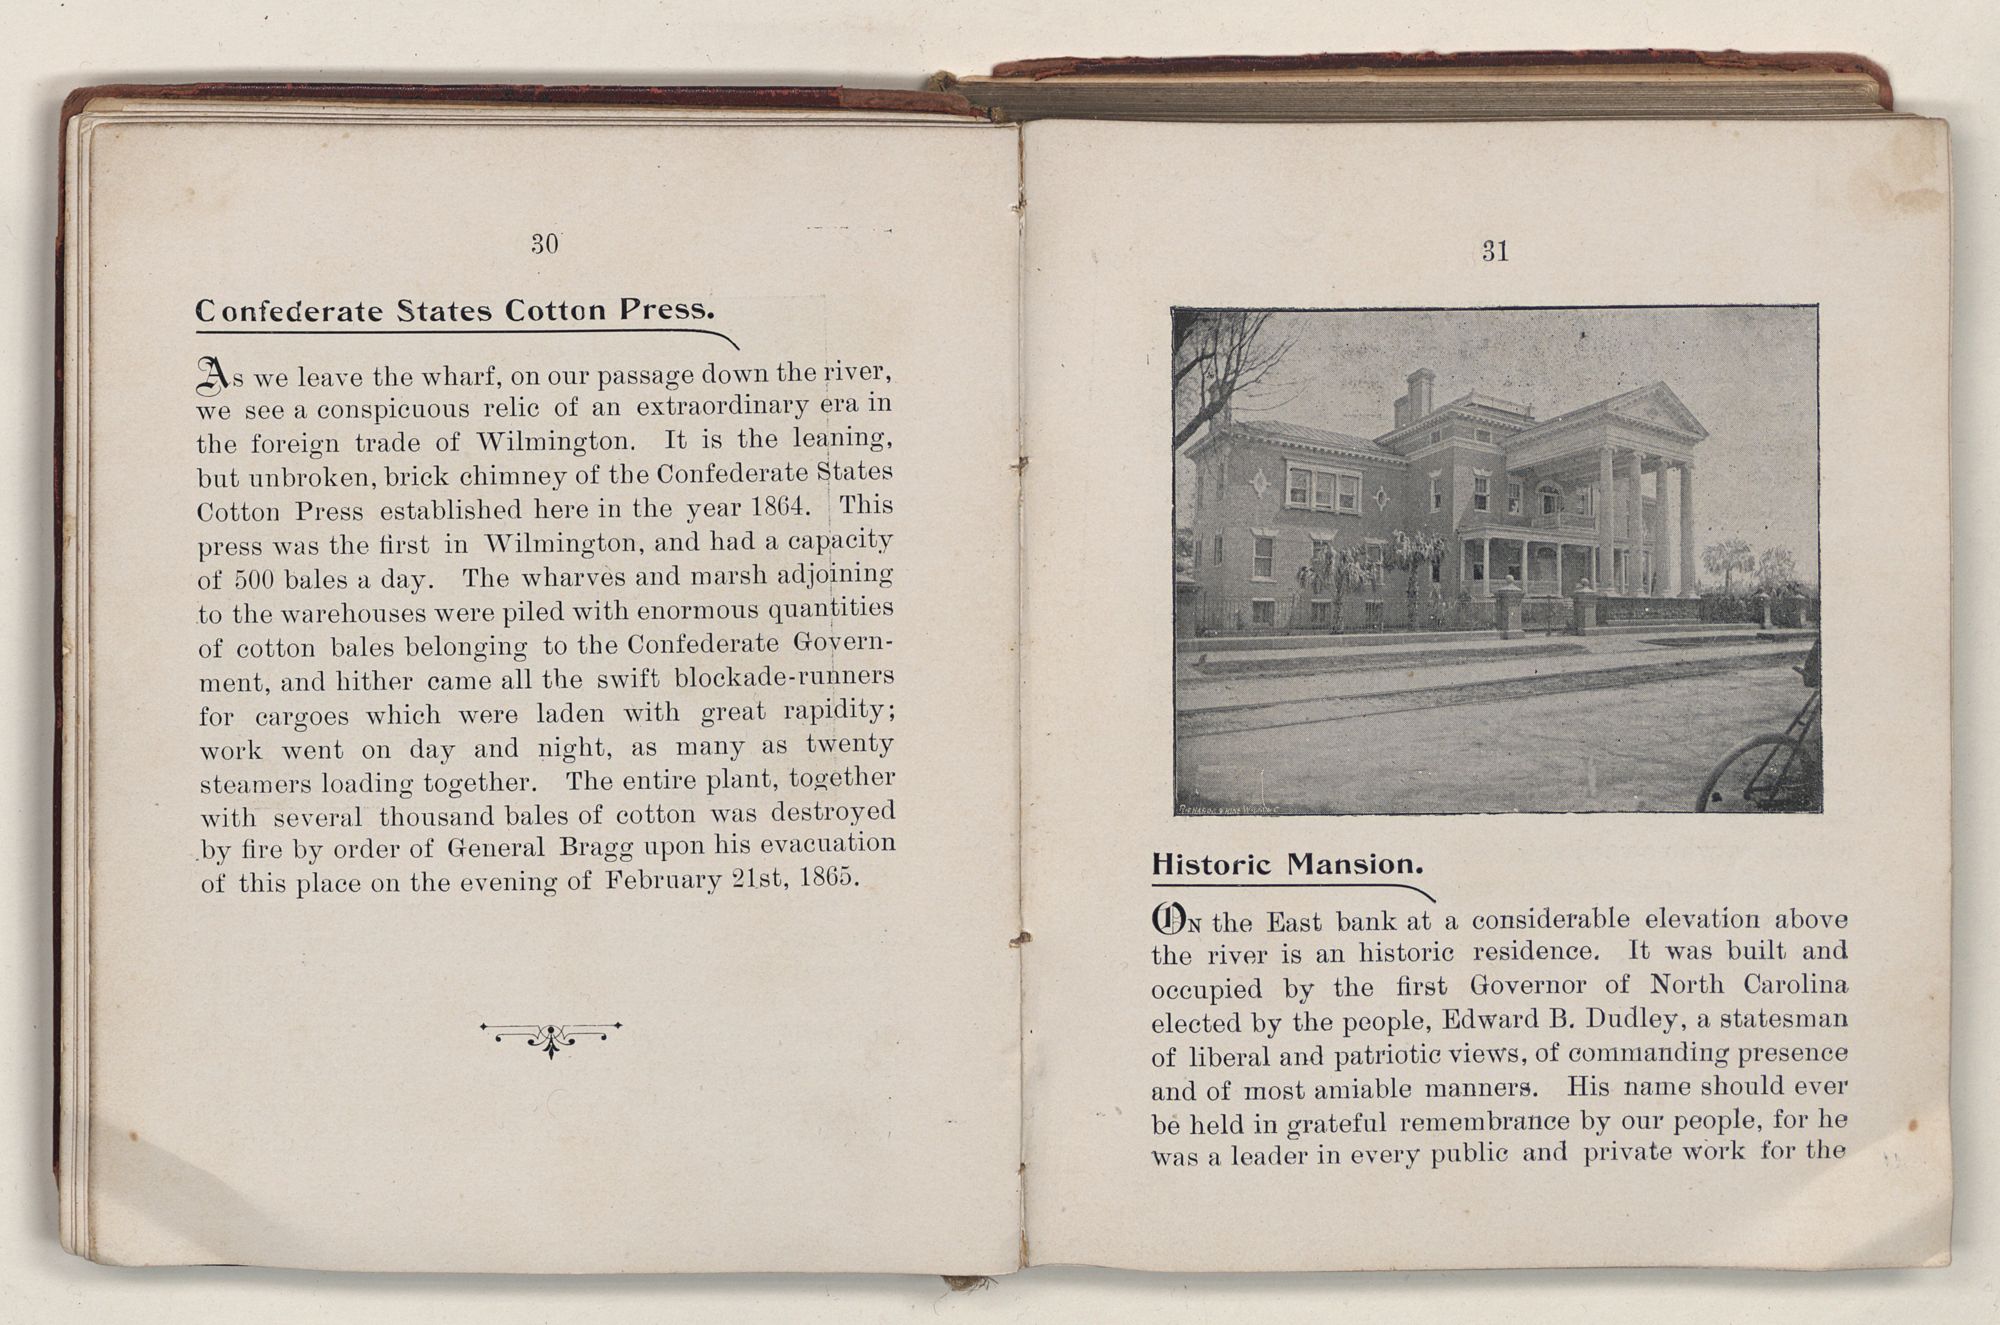 30
Confederate States Cotton Press.
As we leave the wharf, on our passage down the river,
we see a conspicuous relic of an extraordinary era in
the foreign trade of Wilmington. It is the leaning,
but unbroken, brick chimney of the Confederate States
Cotton Press established here in the year 1864. This
press was the first in Wilmington, and had a capacity
of 500 bales a day. The wharves and marsh adjoining
to the warehouses were piled with enormous quantities
of cotton bales belonging to the Confederate Govern-
ment, and hither came all the swift blockade-runners
for cargoes which were laden with great rapidity;
work went on day and night, as many as twenty
steamers loading together. The entire plant, together
with several thousand bales of cotton was destroyed
by fire by order of General Bragg upon his evacuation
of this place on the evening of February 21st, 1865.
31
Historic Mansion.
On the East bank at a considerable elevation above
the river is an historic residence. It was built and
occupied by the first Governor of North Carolina
elected by the people, Edward B. Dudley, a statesman
of liberal and patriotic views, of commanding presence
and of most amiable manners. His name should ever
be held in grateful remembrance by our people, for he
was a leader in every public and private work for the